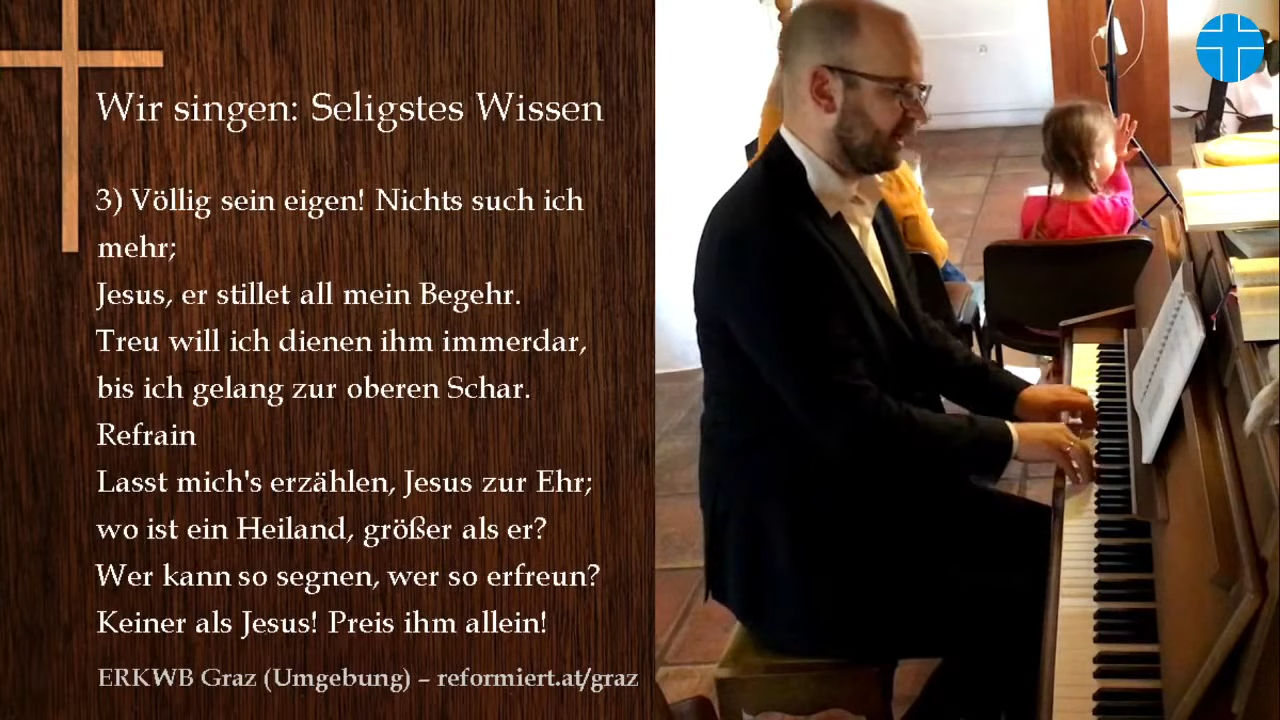 Wir singen: Seligstes Wissen
3) Völlig sein eigen! Nichts such ich
mehr;
Jesus, er stillet all mein Begehr.
Treu will ich dienen ihm immerdar,
bis ich gelang zur oberen Schar.
Refrain
Lasst mich's erzählen, Jesus zur Ehr;
wo ist ein Heiland, größer als er?
Wer kann so segnen, wer so erfreun?
Keiner als Jesus! Preis ihm allein!
ERKWB Graz (Umgebung) – reformiert.at/graz